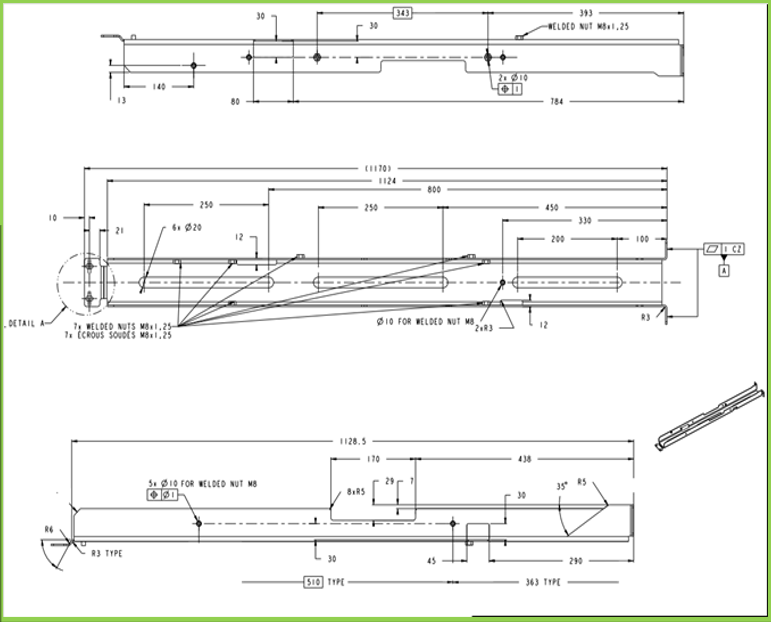 30
343
393
30
WELDED NUT M8x1,25
2x Ø10
⌖ 1
140
13
80
784
(1170)
1124
800
250
250
450
10
21
6x Ø20
12
330
200
100
⏥ 1 CZ
A
DETAIL A
7x WELDED NUTS M8x1,25
7x ECROUS SOUDES M8x1,25
Ø10 FOR WELDED NUT M8
2xR3
12
R3
1128.5
170
438
5x Ø10 FOR WELDED NUT M8
⌖ Ø1
8xR5
29
7
30
35°
R5
R6
R3 TYPE
30
45
290
510 TYPE
363 TYPE